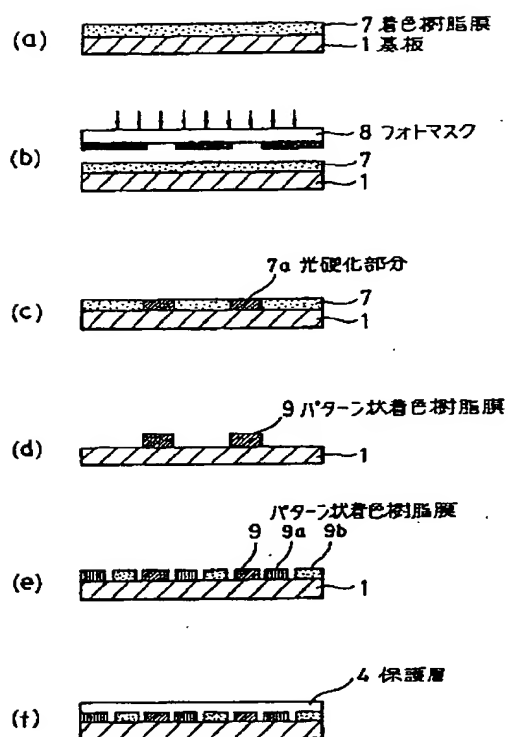 (a)
7 着色樹脂膜
1 基板
(b)
8 フォトマスク
7
1
(c)
7a 光硬化部分
7
1
(d)
9 パターン状着色樹脂膜
1
(e)
パターン状着色樹脂膜
9 9a 9b
1
(f)
4 保護層